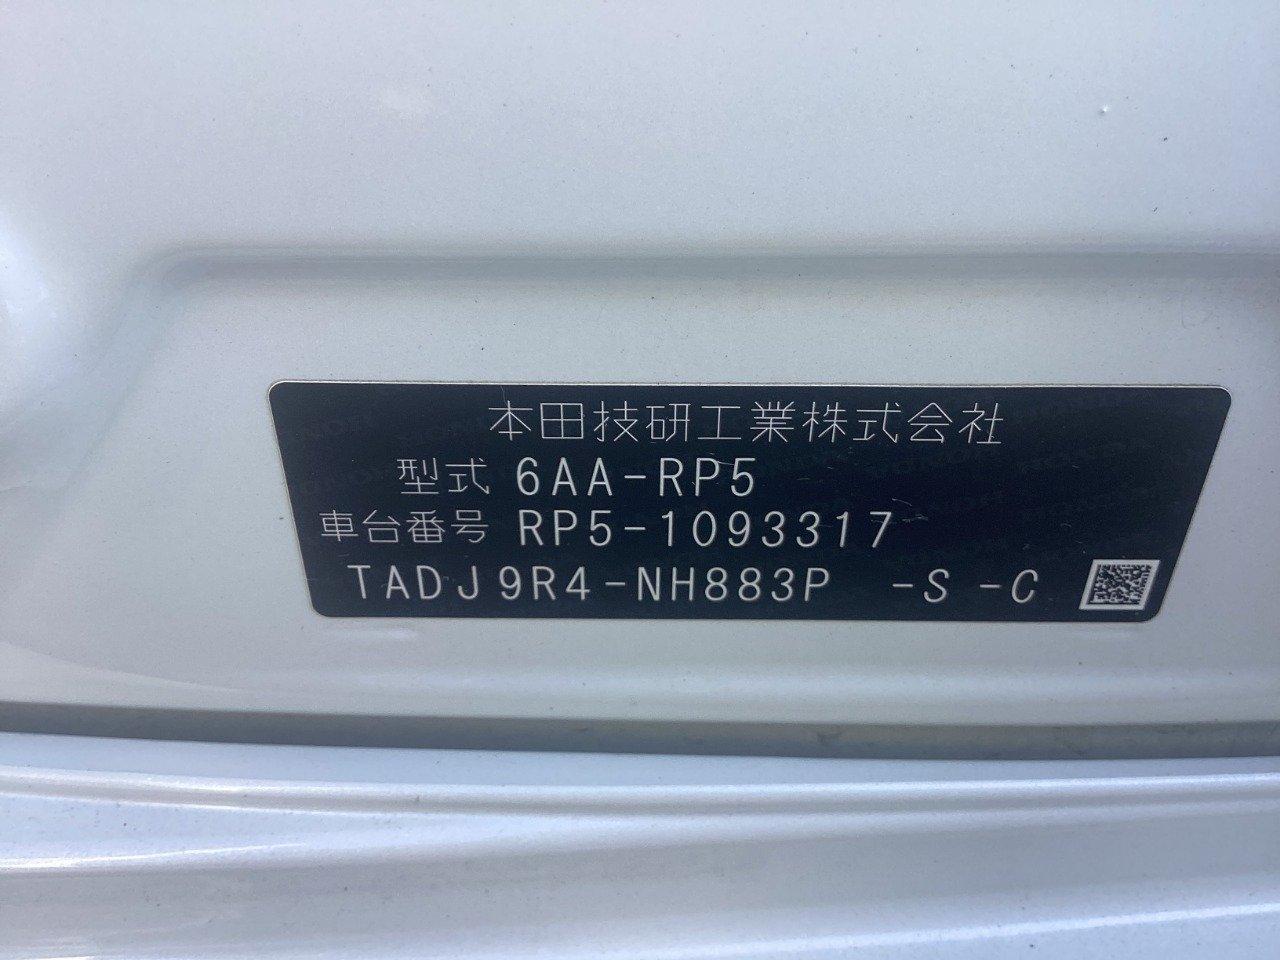 本田技研工業株式会社
型式 6AA-RP5
車台番号 RP5-1093317
TADJ9R4-NH883P -S -C